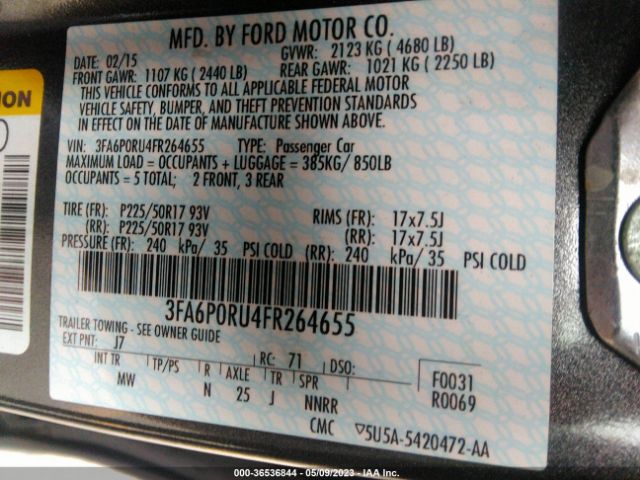 MFD. BY FORD MOTOR CO.
DATE: 02/15 GVWR: 2123 KG ( 4680 LB)
FRONT GAWR: 1107 KG ( 2440 LB) REAR GAWR: 1021 KG ( 2250 LB)
THIS VEHICLE CONFORMS TO ALL APPLICABLE FEDERAL MOTOR
VEHICLE SAFETY, BUMPER, AND THEFT PREVENTION STANDARDS
IN EFFECT ON THE DATE OF MANUFACTURE SHOWN ABOVE.
VIN: 3FA6P0RU4FR264655 TYPE: Passenger Car
MAXIMUM LOAD = OCCUPANTS + LUGGAGE = 385KG/ 850LB
OCCUPANTS = 5 TOTAL; 2 FRONT, 3 REAR
TIRE (FR): P225/50R17 93V RIMS (FR): 17x7.5J
(RR) P225/50R17 93V (RR): 17x7.5J
PRESSURE (FR): 240 kPa/ 35 PSI COLD (RR): 240 kPa/ 35 PSI COLD
3FA6P0RU4FR264655
TRAILER TOWING - SEE OWNER GUIDE
EXT PNT: J7 RC: 71 DSO:
INT TR TP/PS R AXLE TR SPR F0031
MW N 25 J NNRR R0069
CMC ▽5U5A-5420472-AA
ION
000-36536844 - 05/09/2023 - IAA Inc.